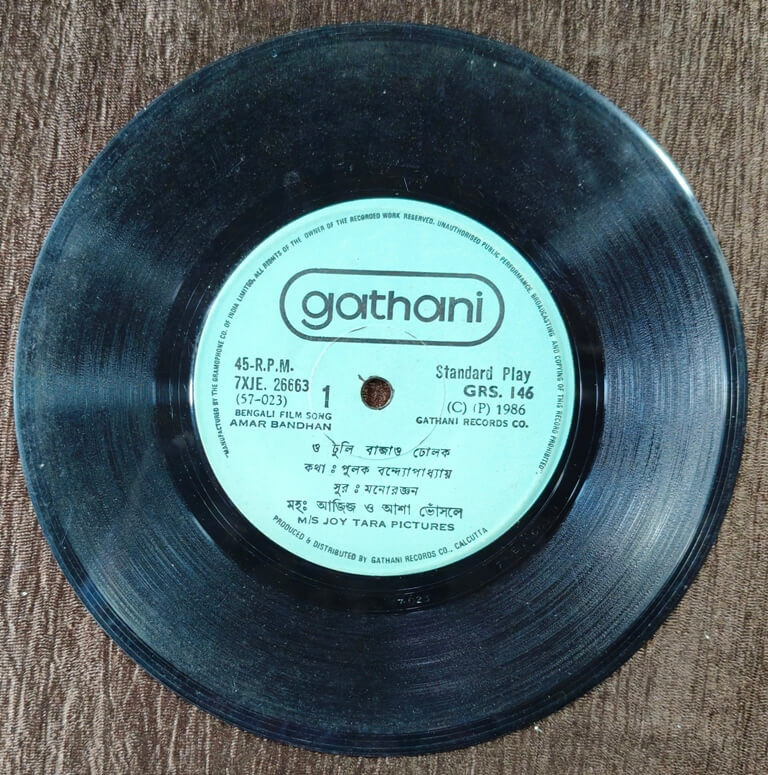 "MANUFACTURED BY THE GRAMOPHONE CO. OF INDIA LIMITED, ALL RIGHTS OF THE OWNER OF THE RECORDED WORK RESERVED. UNAUTHORISED PUBLIC PERFORMANCE, BROADCASTING AND COPYING OF THIS RECORD PROHIBITED".
gathani
45-R.P.M.
7XJE. 26663
(57-023)
1
BENGALI FILM SONG
AMAR BANDHAN
Standard Play
GRS. 146
(C) (P) 1986
GATHANI RECORDS CO.
ও ঢুলি বাজাও ঢোলক
কথা : পুলক বন্দ্যোপাধ্যায়
সুর : মনোরঞ্জন
মহঃ আজিজ ও আশা ভোঁসলে
M/S JOY TARA PICTURES
PRODUCED & DISTRIBUTED BY GATHANI RECORDS CO., CALCUTTA